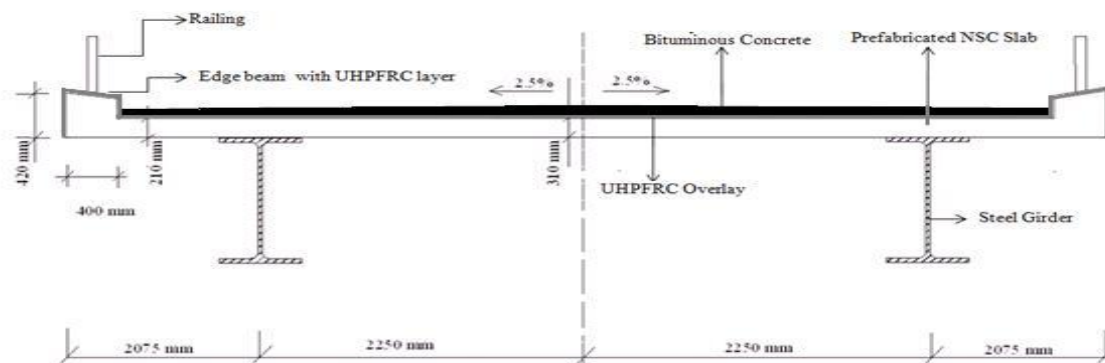 Railing
Bituminous Concrete
Prefabricated NSC Slab
Edge beam with UHPFRC layer
2.5%
2.5%
420 mm
210 mm
310 mm
400 mm
UHPFRC Overlay
Steel Girder
2075 mm
2250 mm
2250 mm
2075 mm